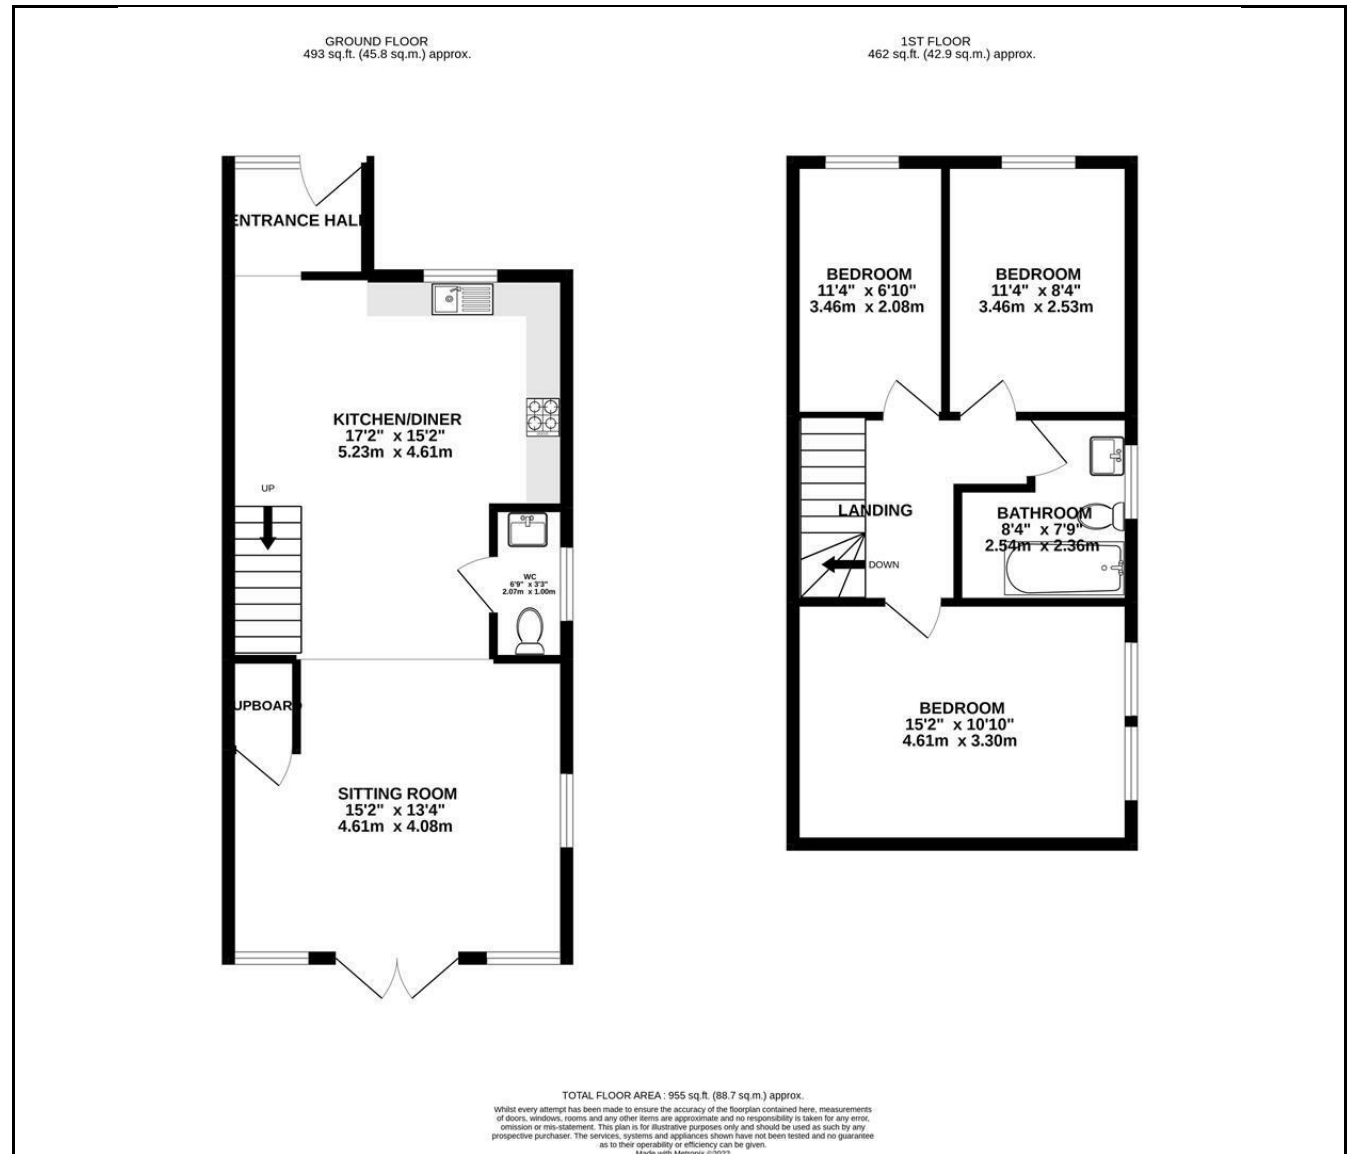 GROUND FLOOR
493 sq.ft. (45.8 sq.m.) approx.
1ST FLOOR
462 sq.ft. (42.9 sq.m.) approx.
ENTRANCE HALL
KITCHEN/DINER
17'2" x 15'2"
5.23m x 4.61m
UP
WC
6'9" x 3'3"
2.07m x 1.00m
UPBOARD
SITTING ROOM
15'2" x 13'4"
4.61m x 4.08m
BEDROOM
11'4" x 6'10"
3.46m x 2.08m
BEDROOM
11'4" x 8'4"
3.46m x 2.53m
LANDING
DOWN
BATHROOM
8'4" x 7'9"
2.54m x 2.36m
BEDROOM
15'2" x 10'10"
4.61m x 3.30m
TOTAL FLOOR AREA : 955 sq.ft. (88.7 sq.m.) approx.
Whilst every attempt has been made to ensure the accuracy of the floorplan contained here, measurements
of doors, windows, rooms and any other items are approximate and no responsibility is taken for any error,
omission or mis-statement. This plan is for illustrative purposes only and should be used as such by any
prospective purchaser. The services, systems and appliances shown have not been tested and no guarantee
as to their operability or efficiency can be given.
Made with Metropix ©2022